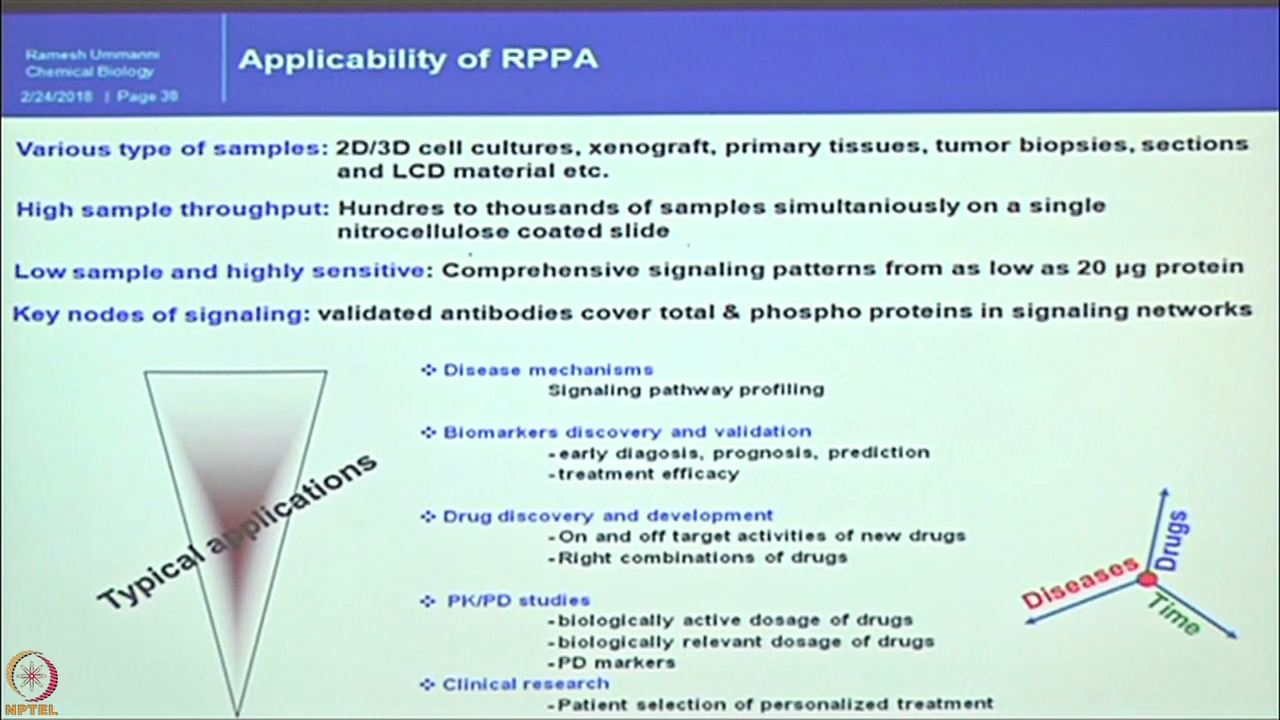 Ramesh Ummanni
Chemical Biology
2/24/2018 | Page 38
Applicability of RPPA
Various type of samples: 2D/3D cell cultures, xenograft, primary tissues, tumor biopsies, sections
and LCD material etc.
High sample throughput: Hundres to thousands of samples simultaniously on a single
nitrocellulose coated slide
Low sample and highly sensitive: Comprehensive signaling patterns from as low as 20 µg protein
Key nodes of signaling: validated antibodies cover total & phospho proteins in signaling networks
Typical applications
❖ Disease mechanisms
Signaling pathway profiling
❖ Biomarkers discovery and validation
-early diagosis, prognosis, prediction
-treatment efficacy
❖ Drug discovery and development
-On and off target activities of new drugs
-Right combinations of drugs
❖ PK/PD studies
-biologically active dosage of drugs
-biologically relevant dosage of drugs
-PD markers
❖ Clinical research
-Patient selection of personalized treatment
Diseases
Drugs
Time
NPTEL